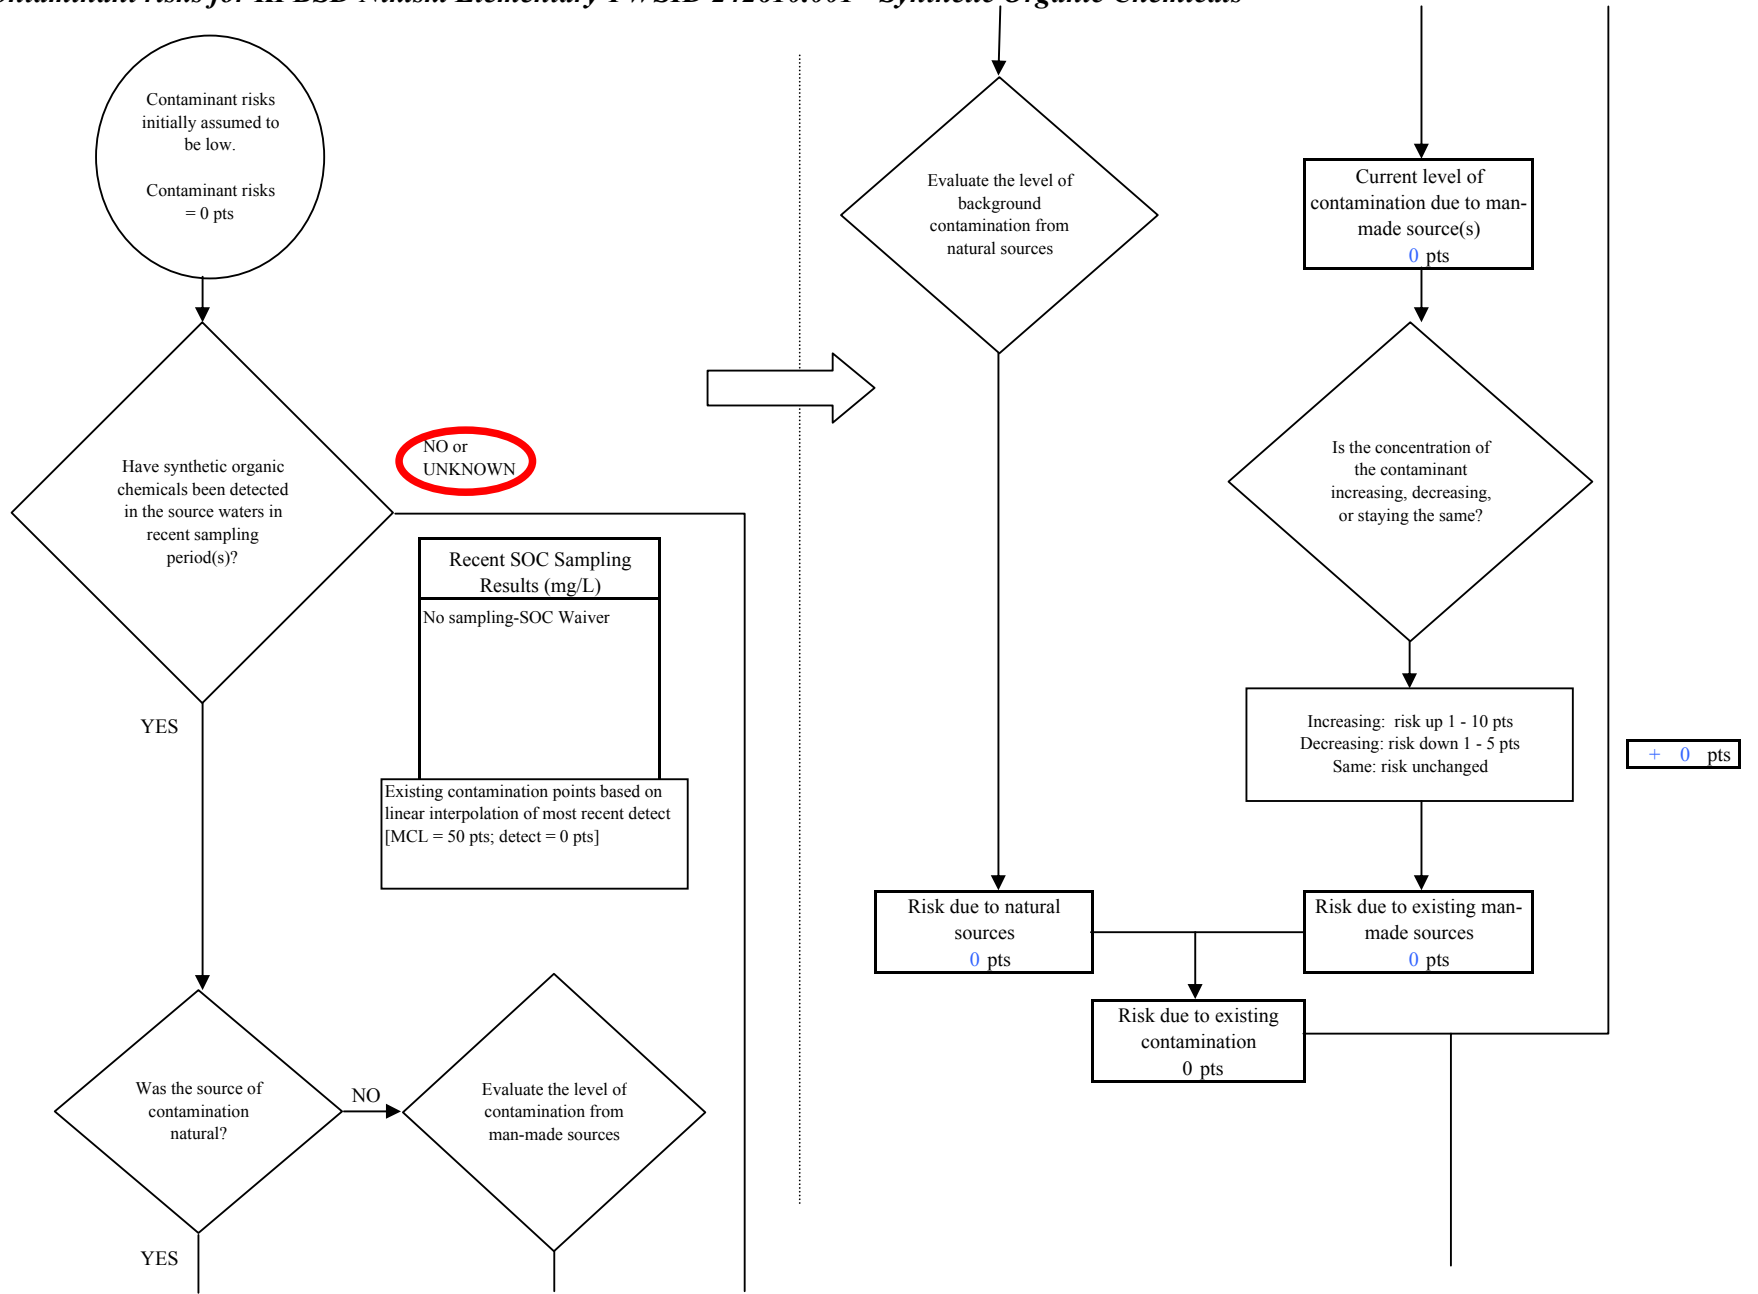 Contaminant risks
initially assumed to
be low.
Contaminant risks
= 0 pts
Have synthetic organic
chemicals been detected
in the source waters in
recent sampling
period(s)?
NO or
UNKNOWN
Recent SOC Sampling
Results (mg/L)
No sampling-SOC Waiver
Existing contamination points based on
linear interpolation of most recent detect
[MCL = 50 pts; detect = 0 pts]
YES
Was the source of
contamination
natural?
NO
Evaluate the level of
contamination from
man-made sources
YES
Evaluate the level of
background
contamination from
natural sources
Current level of
contamination due to man-
made source(s)
0 pts
Is the concentration of
the contaminant
increasing, decreasing,
or staying the same?
Increasing: risk up 1 - 10 pts
Decreasing: risk down 1 - 5 pts
Same: risk unchanged
+ 0 pts
Risk due to natural
sources
0 pts
Risk due to existing man-
made sources
0 pts
Risk due to existing
contamination
0 pts